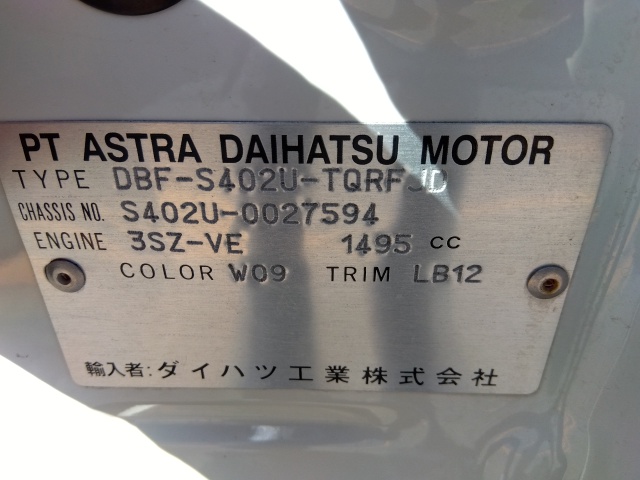 PT ASTRA DAIHATSU MOTOR
TYPE DBF-S402U-TQRFJD
CHASSIS NO. S402U-0027594
ENGINE 3SZ-VE 1495 CC
COLOR W09 TRIM LB12
輸入者: ダイハツ工業株式会社